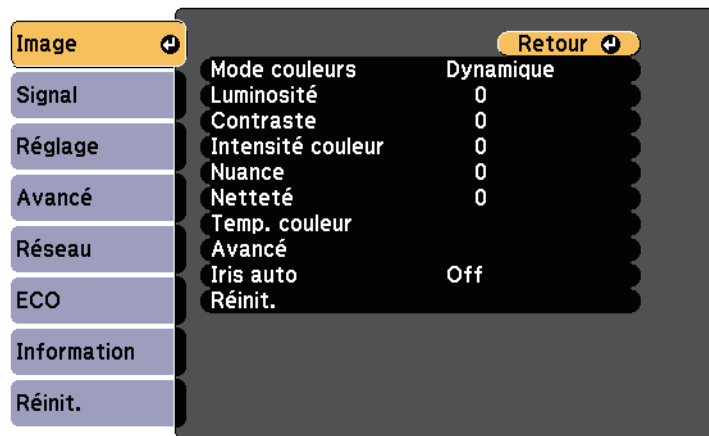 Image
Signal
Réglage
Avancé
Réseau
ECO
Information
Réinit.
Retour
Mode couleurs Dynamique
Luminosité 0
Contraste 0
Intensité couleur 0
Nuance 0
Netteté 0
Temp. couleur
Avancé
Iris auto Off
Réinit.